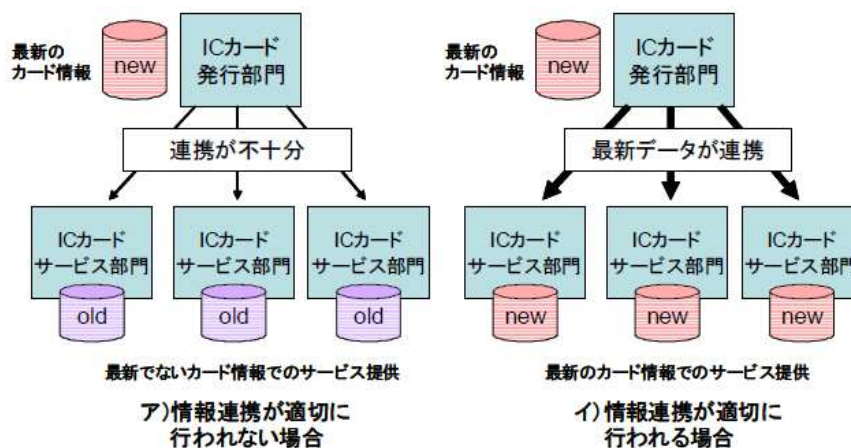 最新の
カード情報
new
ICカード
発行部門
連携が不十分
ICカード
サービス部門
old
ICカード
サービス部門
old
ICカード
サービス部門
old
最新でないカード情報でのサービス提供
ア)情報連携が適切に
行われない場合
最新の
カード情報
new
ICカード
発行部門
最新データが連携
ICカード
サービス部門
new
ICカード
サービス部門
new
ICカード
サービス部門
new
最新のカード情報でのサービス提供
イ)情報連携が適切に
行われる場合